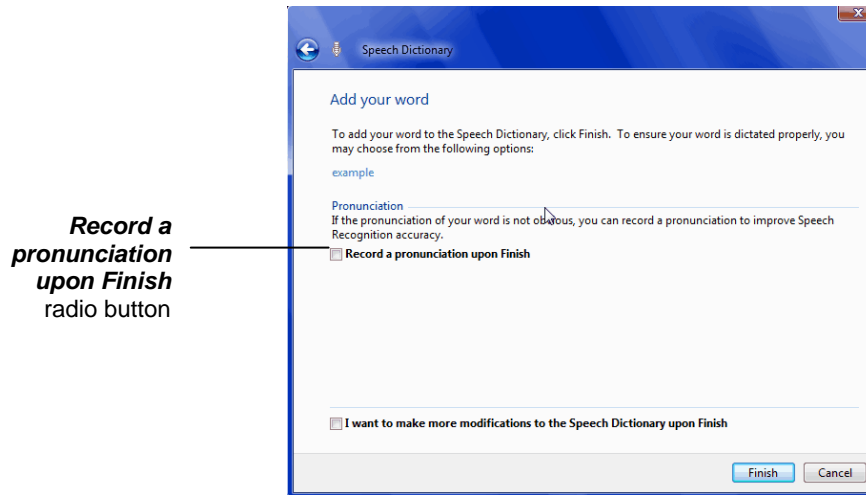 Speech Dictionary
Add your word
To add your word to the Speech Dictionary, click Finish. To ensure your word is dictated properly, you
may choose from the following options:
example
Pronunciation
If the pronunciation of your word is not obvious, you can record a pronunciation to improve Speech
Recognition accuracy.
Record a pronunciation upon Finish
I want to make more modifications to the Speech Dictionary upon Finish
Finish
Cancel
Record a
pronunciation
upon Finish
radio button